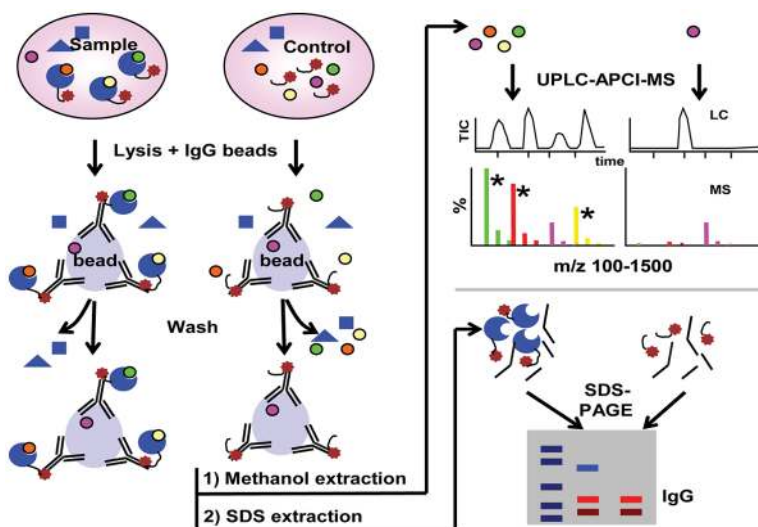 Sample
Control
Lysis + IgG beads
bead
bead
Wash
1) Methanol extraction
2) SDS extraction
UPLC-APCI-MS
TIC
LC
time
%
*
*
*
MS
m/z 100-1500
SDS-
PAGE
IgG